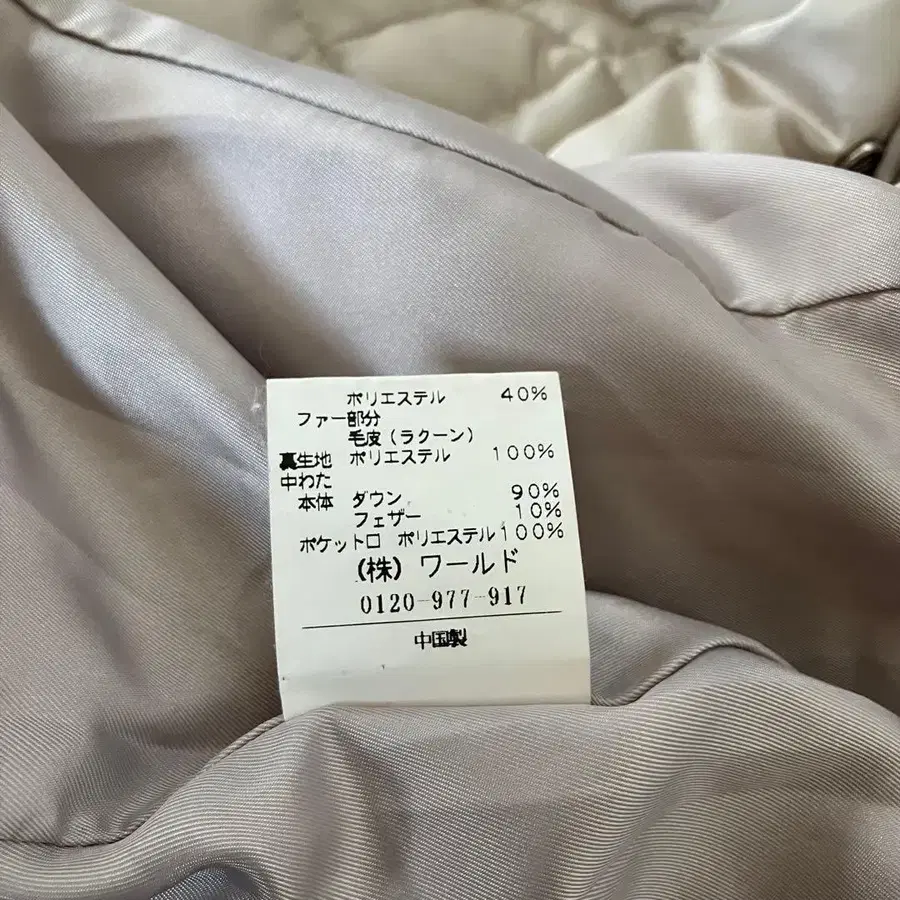 ポリエステル 40%
ファー部分
毛皮(ラクーン)
裏生地 ポリエステル 100%
中わた
本体 ダウン 90%
フェザー 10%
ポケット口 ポリエステル 100%
(株) ワールド
0120-977-917
中国製